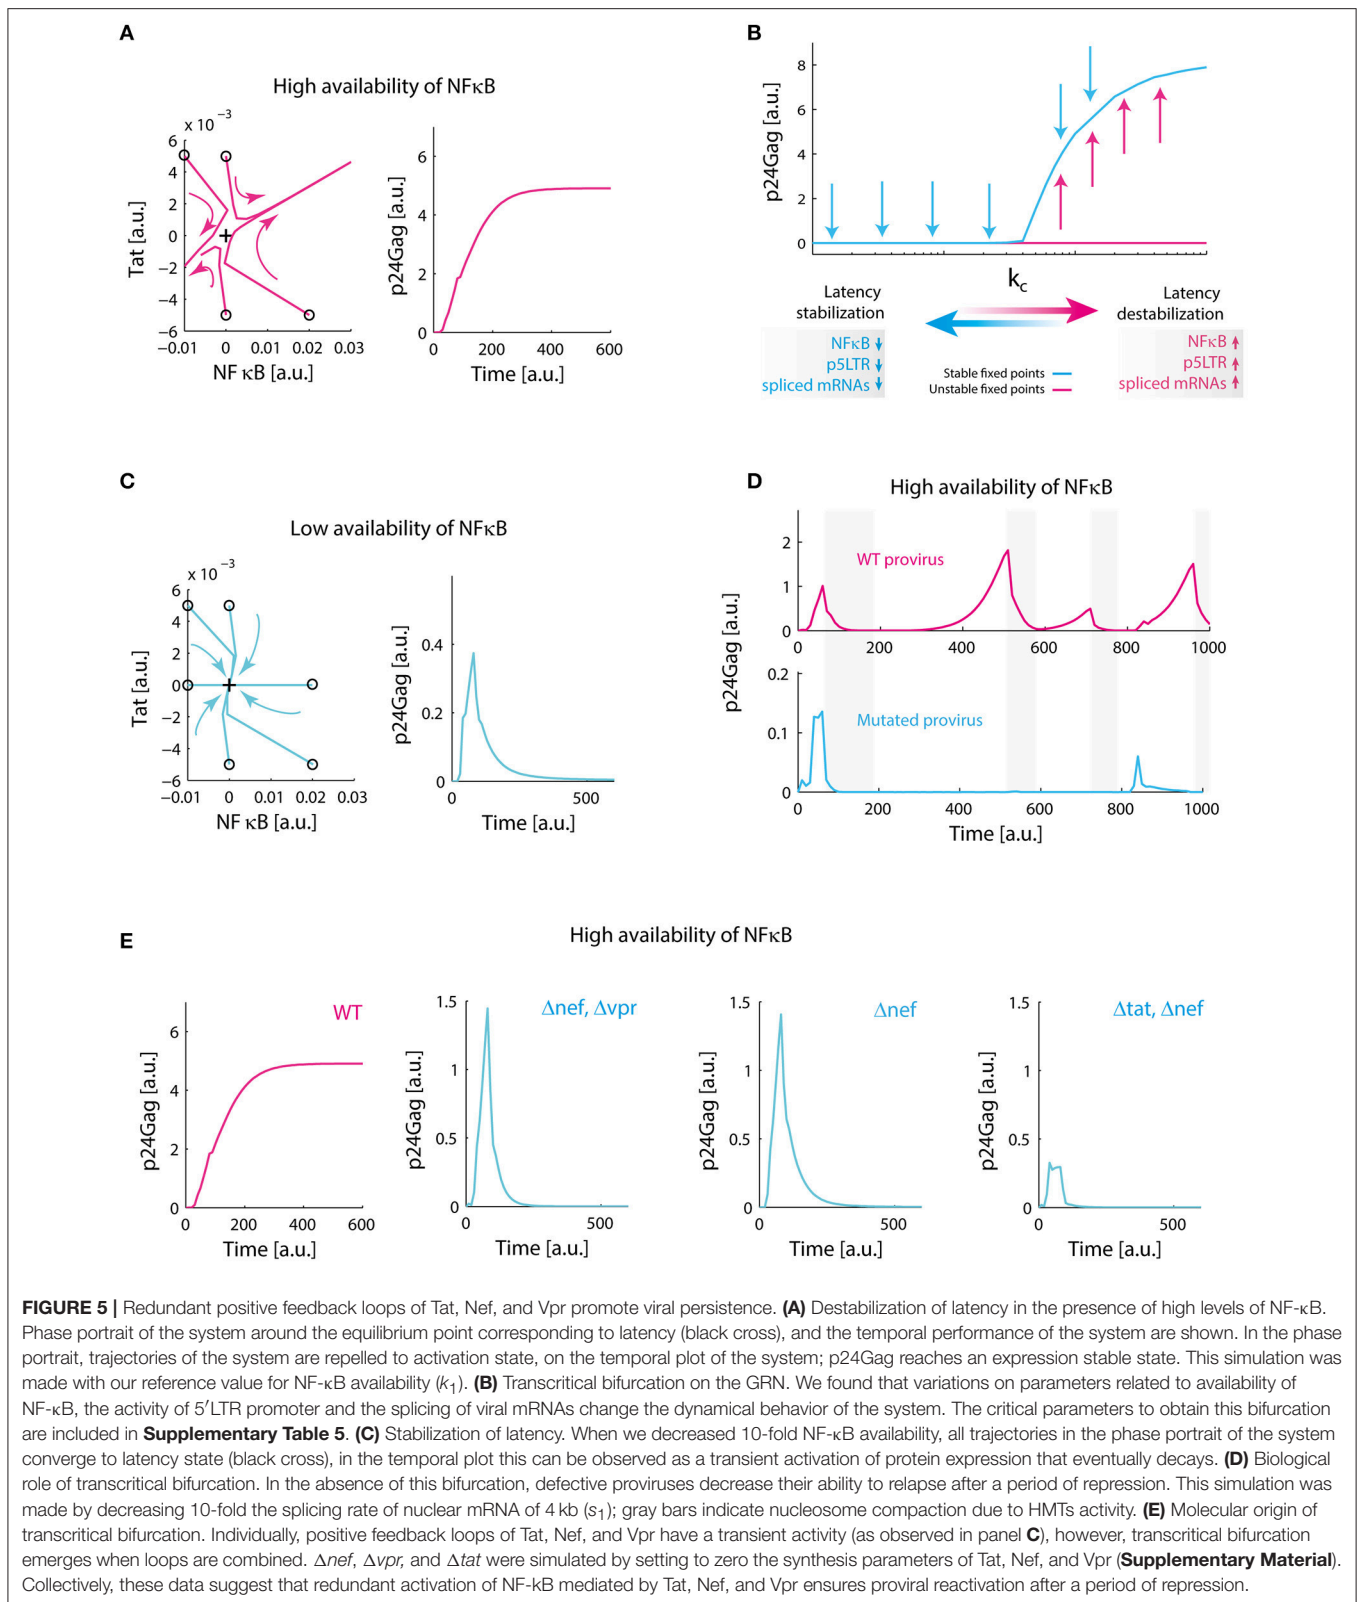 A
High availability of NFκB
x 10 −3
6
4
2
0
−2
−4
−6
Tat [a.u.]
-0.01 0 0.01 0.02 0.03
NF κB [a.u.]
6
4
2
0
p24Gag [a.u.]
0 200 400 600
Time [a.u.]
B
8
6
4
2
0
p24Gag [a.u.]
kc
Latency
stabilization
NFκB
p5LTR
spliced mRNAs
Latency
destabilization
NFκB
p5LTR
spliced mRNAs
Stable fixed points
Unstable fixed points
C
Low availability of NFκB
x 10 −3
6
4
2
0
−2
−4
−6
Tat [a.u.]
-0.01 0 0.01 0.02 0.03
NF κB [a.u.]
0.4
0.2
0
p24Gag [a.u.]
0 500
Time [a.u.]
D
High availability of NFκB
2
1
0
WT provirus
0 200 400 600 800 1000
p24Gag [a.u.]
0.2
0.1
0
Mutated provirus
0 200 400 600 800 1000
Time [a.u.]
E
High availability of NFκB
WT
6
4
2
0
p24Gag [a.u.]
0 200 400 600
Time [a.u.]
Δnef, Δvpr
1.5
1
0.5
0
p24Gag [a.u.]
0 500
Time [a.u.]
Δnef
1.5
1
0.5
0
p24Gag [a.u.]
0 500
Time [a.u.]
Δtat, Δnef
1.5
1
0.5
0
p24Gag [a.u.]
0 500
Time [a.u.]
FIGURE 5 | Redundant positive feedback loops of Tat, Nef, and Vpr promote viral persistence. (A) Destabilization of latency in the presence of high levels of NF-κB.
Phase portrait of the system around the equilibrium point corresponding to latency (black cross), and the temporal performance of the system are shown. In the phase
portrait, trajectories of the system are repelled to activation state, on the temporal plot of the system; p24Gag reaches an expression stable state. This simulation was
made with our reference value for NF-κB availability (k1). (B) Transcritical bifurcation on the GRN. We found that variations on parameters related to availability of
NF-κB, the activity of 5′LTR promoter and the splicing of viral mRNAs change the dynamical behavior of the system. The critical parameters to obtain this bifurcation
are included in Supplementary Table 5. (C) Stabilization of latency. When we decreased 10-fold NF-κB availability, all trajectories in the phase portrait of the system
converge to latency state (black cross), in the temporal plot this can be observed as a transient activation of protein expression that eventually decays. (D) Biological
role of transcritical bifurcation. In the absence of this bifurcation, defective proviruses decrease their ability to relapse after a period of repression. This simulation was
made by decreasing 10-fold the splicing rate of nuclear mRNA of 4 kb (s1); gray bars indicate nucleosome compaction due to HMTs activity. (E) Molecular origin of
transcritical bifurcation. Individually, positive feedback loops of Tat, Nef, and Vpr have a transient activity (as observed in panel C), however, transcritical bifurcation
emerges when loops are combined. Δnef, Δvpr, and Δtat were simulated by setting to zero the synthesis parameters of Tat, Nef, and Vpr (Supplementary Material).
Collectively, these data suggest that redundant activation of NF-kB mediated by Tat, Nef, and Vpr ensures proviral reactivation after a period of repression.